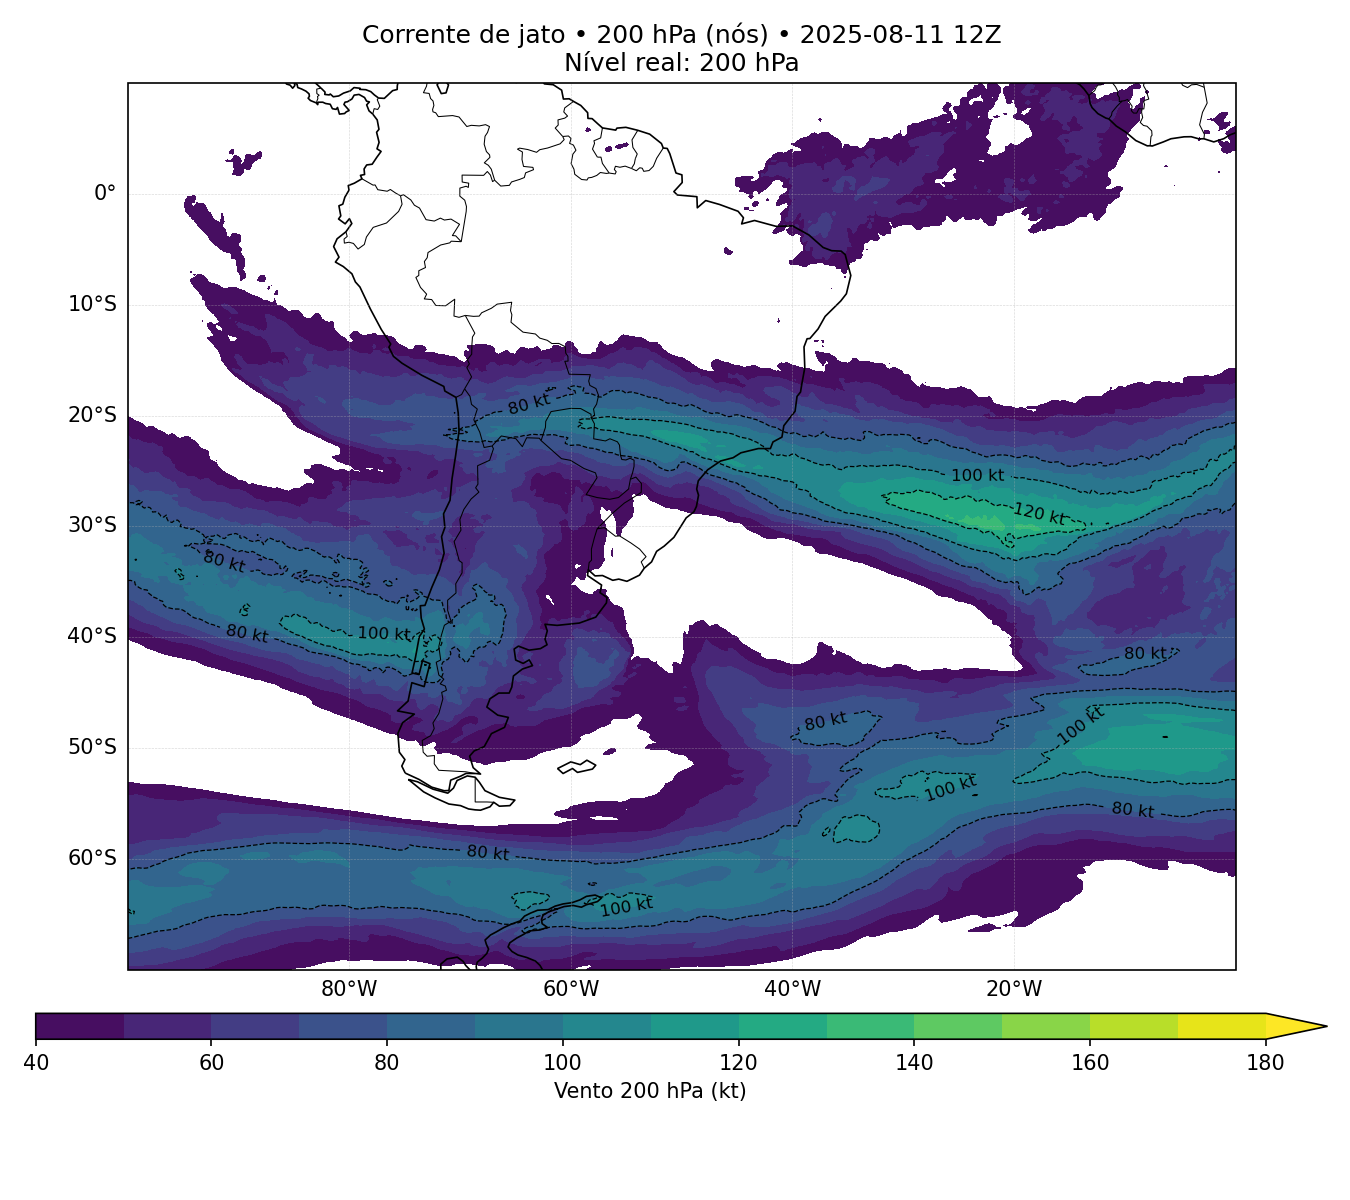 Corrente de jato • 200 hPa (nós) • 2025-08-11 12Z
Nível real: 200 hPa
0°
10°S
20°S
30°S
40°S
50°S
60°S
80 kt
100 kt
120 kt
80 kt
80 kt
100 kt
80 kt
80 kt
100 kt
100 kt
80 kt
80 kt
100 kt
80°W
60°W
40°W
20°W
40
60
80
100
120
140
160
180
Vento 200 hPa (kt)